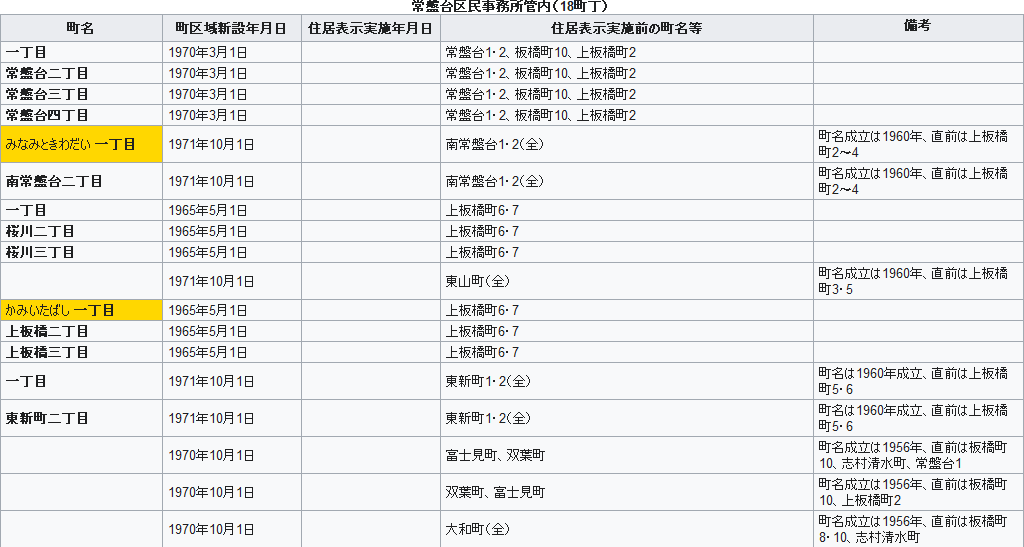 常盤台区民事務所管内（18町丁）
町名 町区域新設年月日 住居表示実施年月日 住居表示実施前の町名等 備考
一丁目 1970年3月1日 常盤台1・2、板橋町10、上板橋町2
常盤台二丁目 1970年3月1日 常盤台1・2、板橋町10、上板橋町2
常盤台三丁目 1970年3月1日 常盤台1・2、板橋町10、上板橋町2
常盤台四丁目 1970年3月1日 常盤台1・2、板橋町10、上板橋町2
みなみときわだい 一丁目 1971年10月1日 南常盤台1・2（全） 町名成立は1960年、直前は上板橋
町2〜4
南常盤台二丁目 1971年10月1日 南常盤台1・2（全） 町名成立は1960年、直前は上板橋
町2〜4
一丁目 1965年5月1日 上板橋町6・7
桜川二丁目 1965年5月1日 上板橋町6・7
桜川三丁目 1965年5月1日 上板橋町6・7
1971年10月1日 東山町（全） 町名成立は1960年、直前は上板橋
町3・5
かみいたばし 一丁目 1965年5月1日 上板橋町6・7
上板橋二丁目 1965年5月1日 上板橋町6・7
上板橋三丁目 1965年5月1日 上板橋町6・7
一丁目 1971年10月1日 東新町1・2（全） 町名は1960年成立、直前は上板橋
町5・6
東新町二丁目 1971年10月1日 東新町1・2（全） 町名は1960年成立、直前は上板橋
町5・6
1970年10月1日 富士見町、双葉町 町名成立は1956年、直前は板橋町
10、志村清水町、常盤台1
1970年10月1日 双葉町、富士見町 町名成立は1956年、直前は板橋町
10、上板橋町2
1970年10月1日 大和町（全） 町名成立は1956年、直前は板橋町
8・10、志村清水町